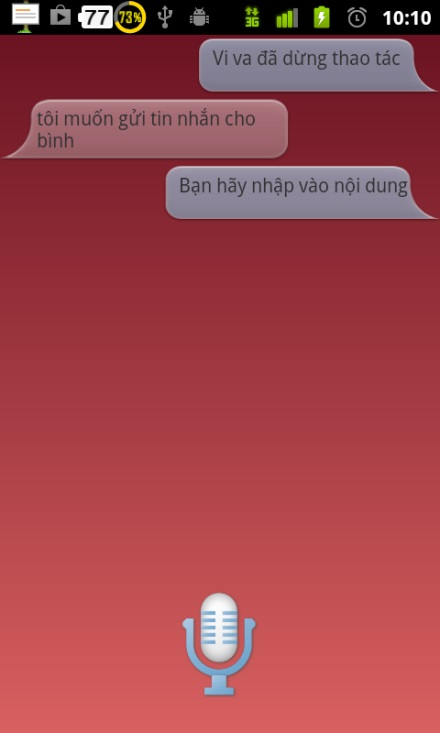 77 73% 3G 10:10
Vi va đã dừng thao tác
tôi muốn gửi tin nhắn cho
bình
Bạn hãy nhập vào nội dung